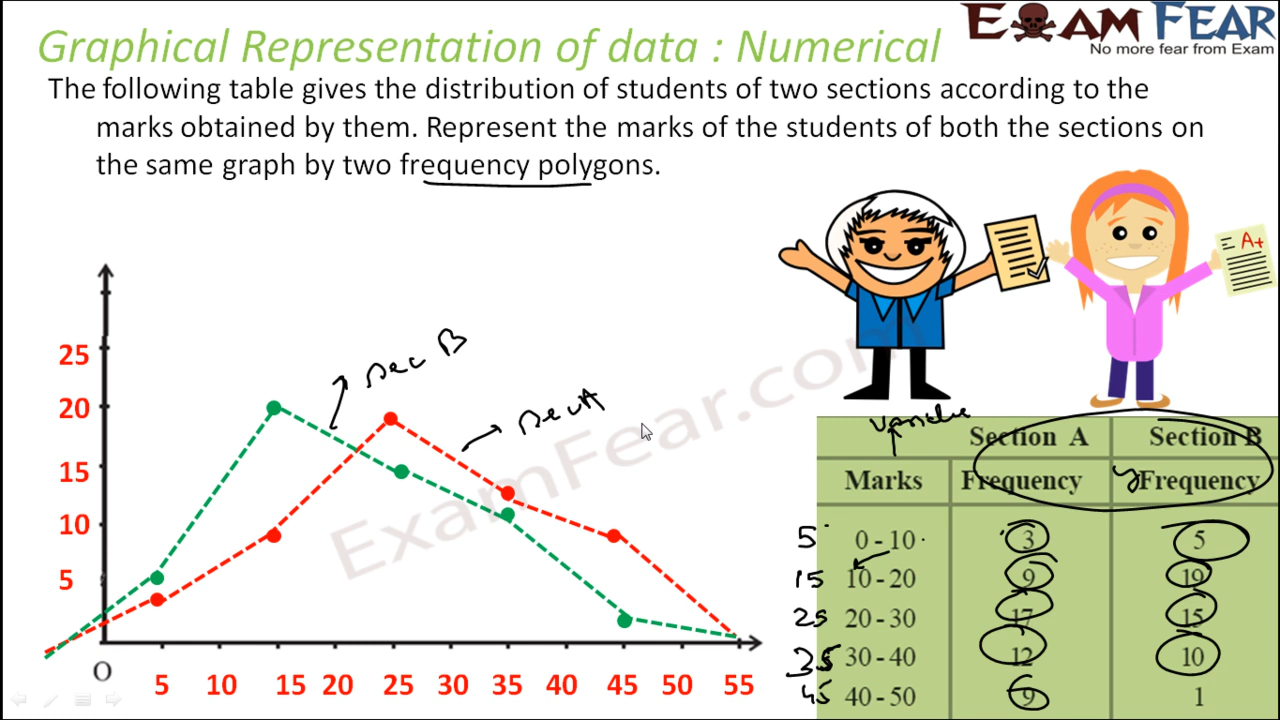 Graphical Representation of data : Numerical
EXAM FEAR
No more fear from Exam
The following table gives the distribution of students of two sections according to the
marks obtained by them. Represent the marks of the students of both the sections on
the same graph by two frequency polygons.
A+
25
20
15
10
5
O
5 10 15 20 25 30 35 40 45 50 55
Sec B
Sec A
ExamFear.com
variable
Section A Section B
Marks Frequency y Frequency
5 0 - 10 3 5
15 10 - 20 9 19
25 20 - 30 17 15
35 30 - 40 12 10
45 40 - 50 9 1